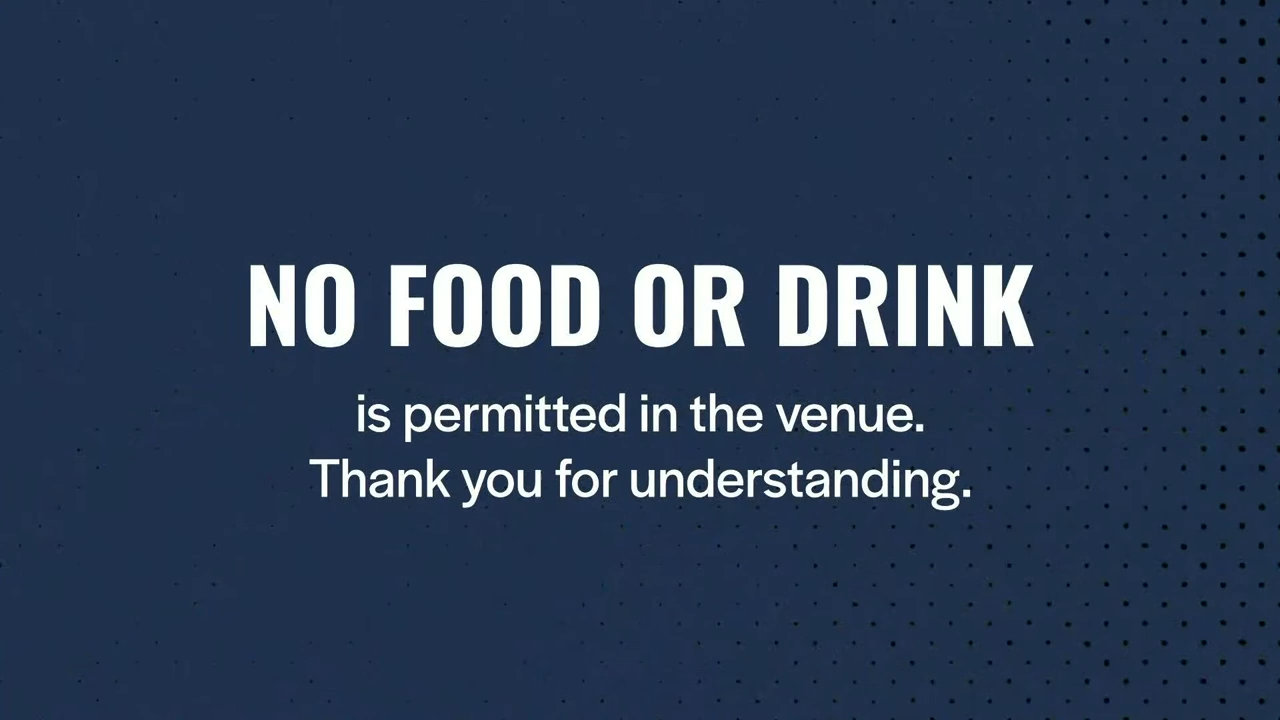 NO FOOD OR DRINK
is permitted in the venue.
Thank you for understanding.